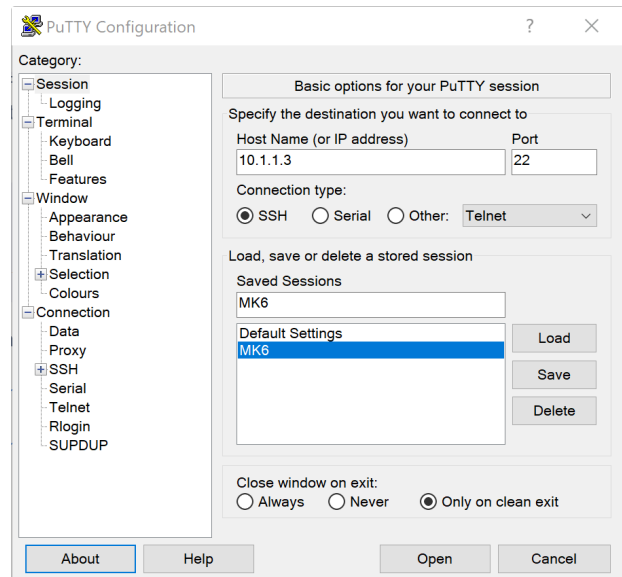 PuTTY Configuration
?
Category:
Session
Logging
Terminal
Keyboard
Bell
Features
Window
Appearance
Behaviour
Translation
Selection
Colours
Connection
Data
Proxy
SSH
Serial
Telnet
Rlogin
SUPDUP
Basic options for your PuTTY session
Specify the destination you want to connect to
Host Name (or IP address) Port
10.1.1.3 22
Connection type:
SSH Serial Other: Telnet
Load, save or delete a stored session
Saved Sessions
MK6
Default Settings
MK6
Load
Save
Delete
Close window on exit:
Always Never Only on clean exit
About Help Open Cancel